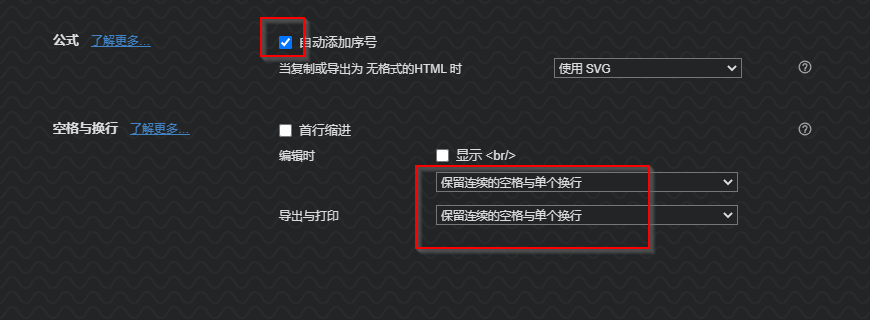 公式 了解更多... 自动添加序号
当复制或导出为 无格式的HTML 时 使用 SVG
空格与换行 了解更多... 首行缩进
编辑时 显示 <br/>
保留连续的空格与单个换行
导出与打印 保留连续的空格与单个换行